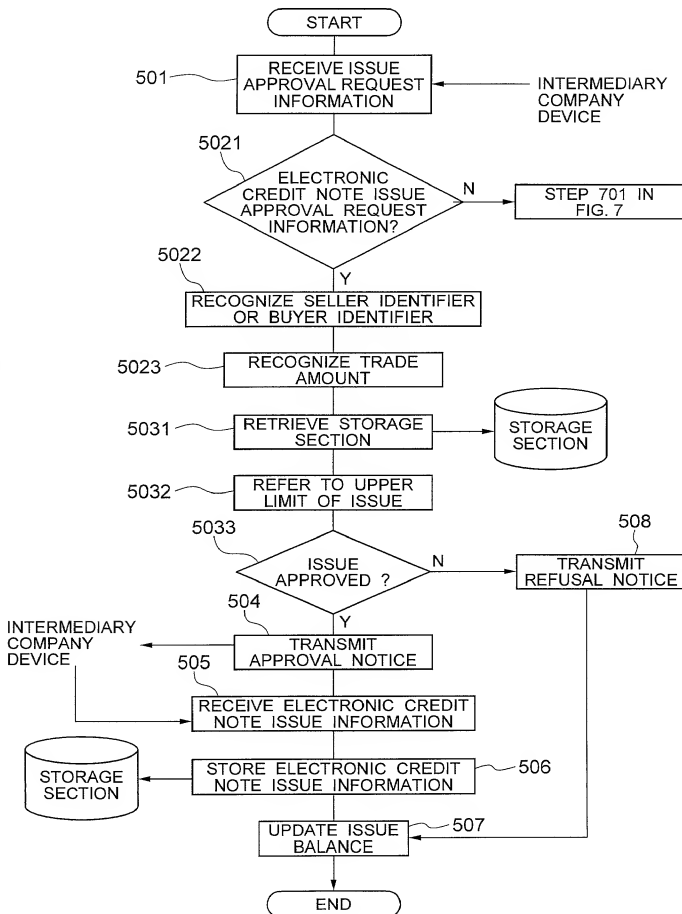 START
501
RECEIVE ISSUE
APPROVAL REQUEST
INFORMATION
INTERMEDIARY
COMPANY
DEVICE
5021
ELECTRONIC
CREDIT NOTE ISSUE
APPROVAL REQUEST
INFORMATION?
N
STEP 701 IN
FIG. 7
Y
5022
RECOGNIZE SELLER IDENTIFIER
OR BUYER IDENTIFIER
5023
RECOGNIZE TRADE
AMOUNT
5031
RETRIEVE STORAGE
SECTION
STORAGE
SECTION
5032
REFER TO UPPER
LIMIT OF ISSUE
5033
ISSUE
APPROVED ?
N
508
TRANSMIT
REFUSAL NOTICE
Y
504
TRANSMIT
APPROVAL NOTICE
INTERMEDIARY
COMPANY
DEVICE
505
RECEIVE ELECTRONIC CREDIT
NOTE ISSUE INFORMATION
STORE ELECTRONIC CREDIT
NOTE ISSUE INFORMATION
506
STORAGE
SECTION
UPDATE ISSUE
BALANCE
507
END